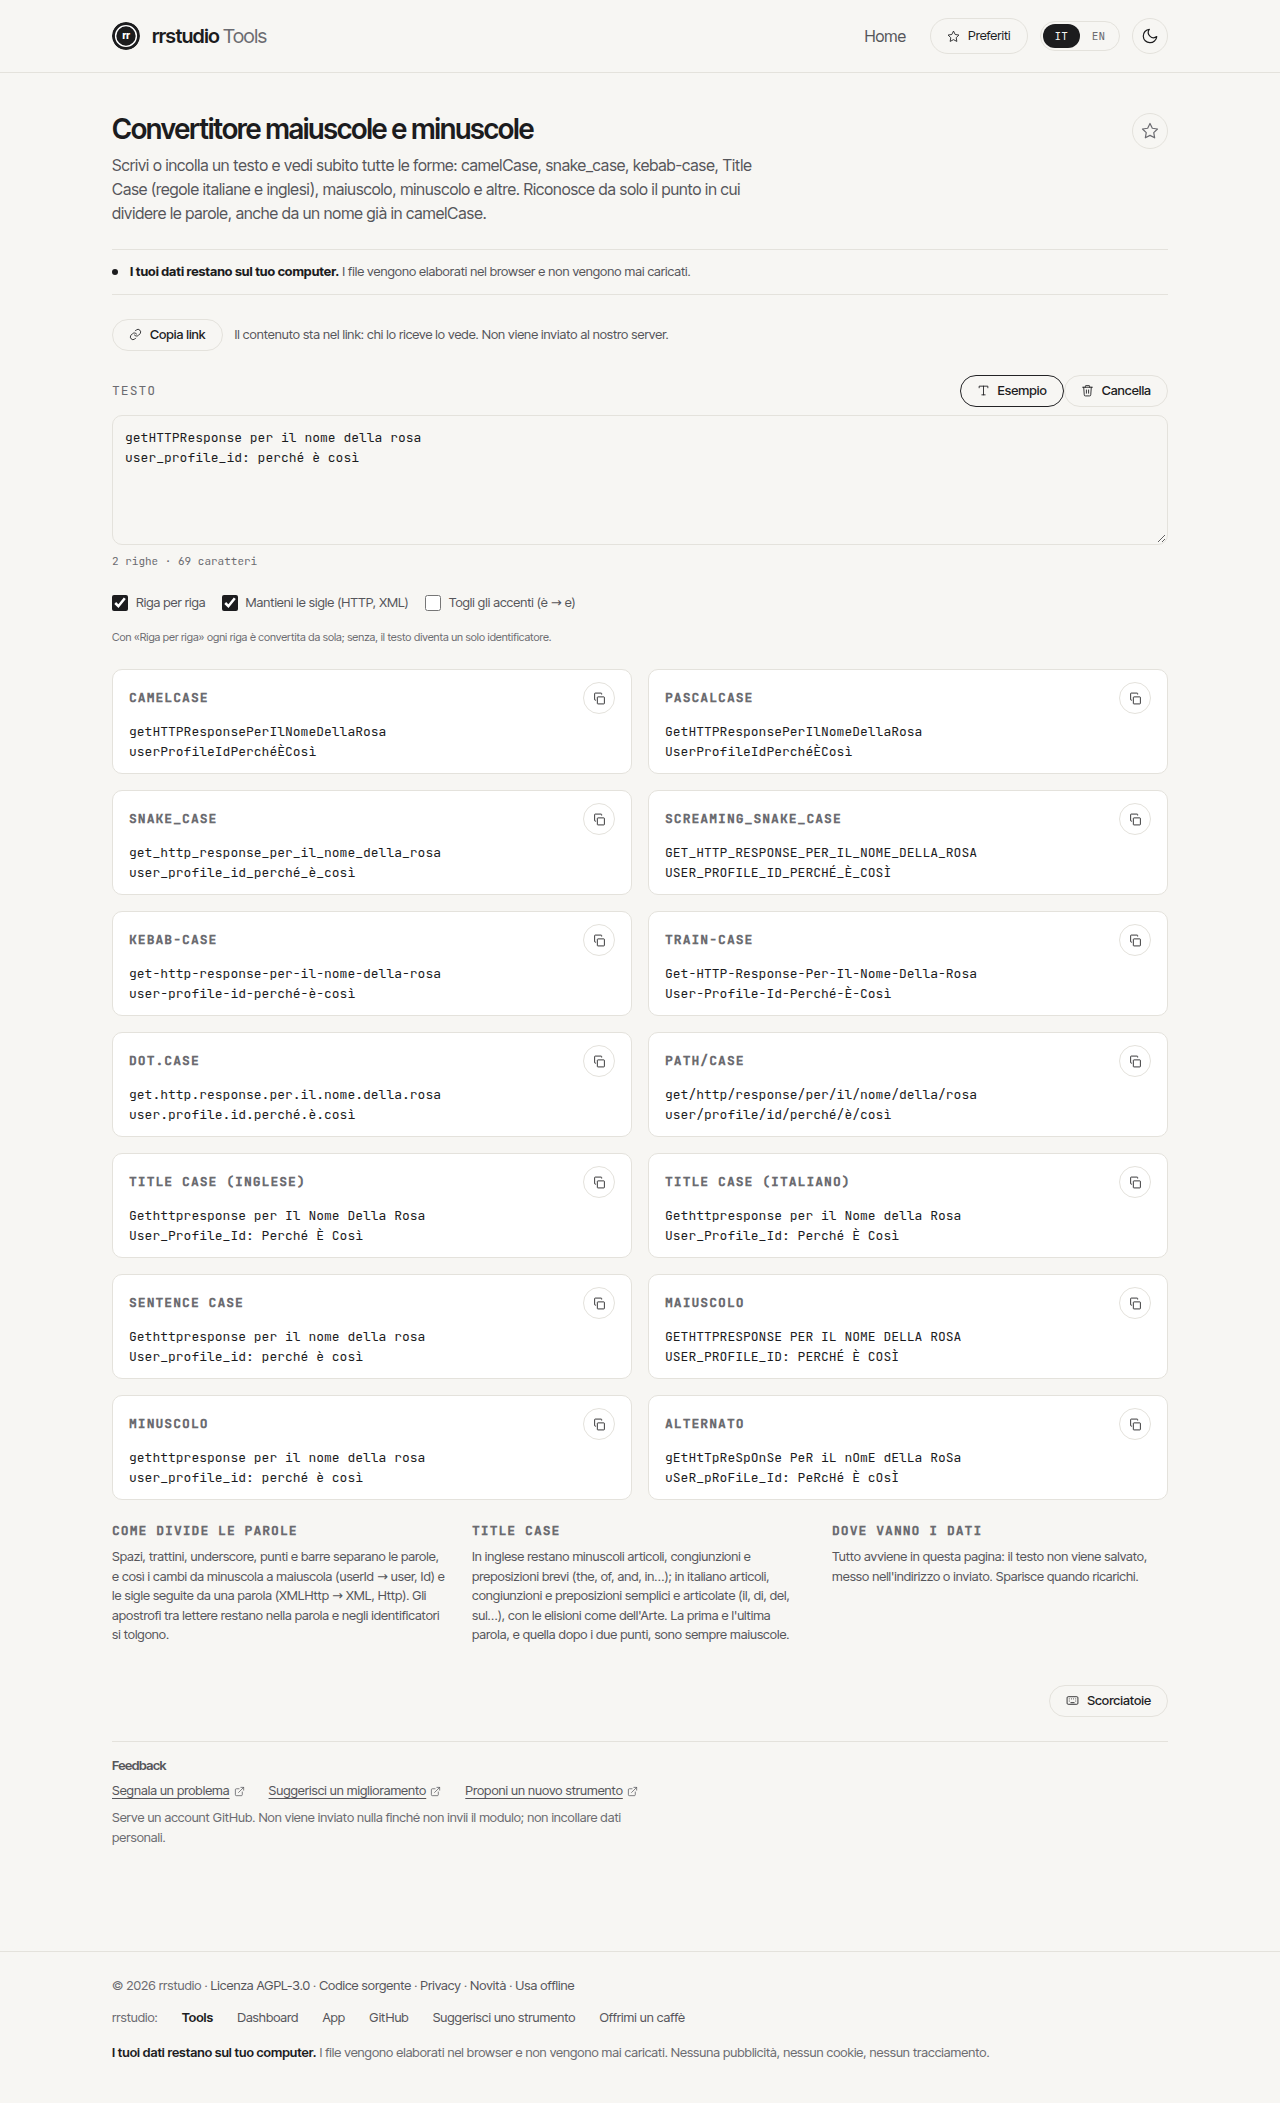 rr rrstudio Tools
Home
Preferiti
IT EN
Convertitore maiuscole e minuscole
Scrivi o incolla un testo e vedi subito tutte le forme: camelCase, snake_case, kebab-case, Title
Case (regole italiane e inglesi), maiuscolo, minuscolo e altre. Riconosce da solo il punto in cui
dividere le parole, anche da un nome già in camelCase.
I tuoi dati restano sul tuo computer. I file vengono elaborati nel browser e non vengono mai caricati.
Copia link
Il contenuto sta nel link: chi lo riceve lo vede. Non viene inviato al nostro server.
TESTO
Esempio
Cancella
getHTTPResponse per il nome della rosa
user_profile_id: perché è così
2 righe · 69 caratteri
Riga per riga
Mantieni le sigle (HTTP, XML)
Togli gli accenti (è → e)
Con «Riga per riga» ogni riga è convertita da sola; senza, il testo diventa un solo identificatore.
CAMELCASE
getHTTPResponsePerIlNomeDellaRosa
userProfileIdPerchéÈCosì
PASCALCASE
GetHTTPResponsePerIlNomeDellaRosa
UserProfileIdPerchéÈCosì
SNAKE_CASE
get_http_response_per_il_nome_della_rosa
user_profile_id_perché_è_così
SCREAMING_SNAKE_CASE
GET_HTTP_RESPONSE_PER_IL_NOME_DELLA_ROSA
USER_PROFILE_ID_PERCHÉ_È_COSÌ
KEBAB-CASE
get-http-response-per-il-nome-della-rosa
user-profile-id-perché-è-così
TRAIN-CASE
Get-HTTP-Response-Per-Il-Nome-Della-Rosa
User-Profile-Id-Perché-È-Così
DOT.CASE
get.http.response.per.il.nome.della.rosa
user.profile.id.perché.è.così
PATH/CASE
get/http/response/per/il/nome/della/rosa
user/profile/id/perché/è/così
TITLE CASE (INGLESE)
Gethttpresponse per Il Nome Della Rosa
User_Profile_Id: Perché È Così
TITLE CASE (ITALIANO)
Gethttpresponse per il Nome della Rosa
User_Profile_Id: Perché È Così
SENTENCE CASE
Gethttpresponse per il nome della rosa
User_profile_id: perché è così
MAIUSCOLO
GETHTTPRESPONSE PER IL NOME DELLA ROSA
USER_PROFILE_ID: PERCHÉ È COSÌ
MINUSCOLO
gethttpresponse per il nome della rosa
user_profile_id: perché è così
ALTERNATO
gEtHtTpReSpOnSe PeR iL nOmE dElLa RoSa
uSeR_pRoFiLe_Id: PeRcHé È cOsÌ
COME DIVIDE LE PAROLE
Spazi, trattini, underscore, punti e barre separano le parole,
e così i cambi da minuscola a maiuscola (userId → user, Id) e
le sigle seguite da una parola (XMLHttp → XML, Http). Gli
apostrofi tra lettere restano nella parola e negli identificatori
si tolgono.
TITLE CASE
In inglese restano minuscoli articoli, congiunzioni e
preposizioni brevi (the, of, and, in…); in italiano articoli,
congiunzioni e preposizioni semplici e articolate (il, di, del,
sul…), con le elisioni come dell'Arte. La prima e l'ultima
parola, e quella dopo i due punti, sono sempre maiuscole.
DOVE VANNO I DATI
Tutto avviene in questa pagina: il testo non viene salvato,
messo nell'indirizzo o inviato. Sparisce quando ricarichi.
Scorciatoie
Feedback
Segnala un problema
Suggerisci un miglioramento
Proponi un nuovo strumento
Serve un account GitHub. Non viene inviato nulla finché non invii il modulo; non incollare dati
personali.
© 2026 rrstudio · Licenza AGPL-3.0 · Codice sorgente · Privacy · Novità · Usa offline
rrstudio: Tools Dashboard App GitHub Suggerisci uno strumento Offrimi un caffè
I tuoi dati restano sul tuo computer. I file vengono elaborati nel browser e non vengono mai caricati. Nessuna pubblicità, nessun cookie, nessun tracciamento.